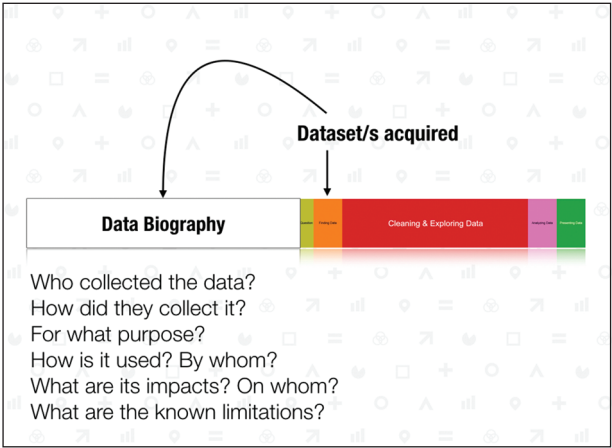 Dataset/s acquired
Data Biography
Question
Finding Data
Cleaning & Exploring Data
Analyzing Data
Presenting Data
Who collected the data?
How did they collect it?
For what purpose?
How is it used? By whom?
What are its impacts? On whom?
What are the known limitations?